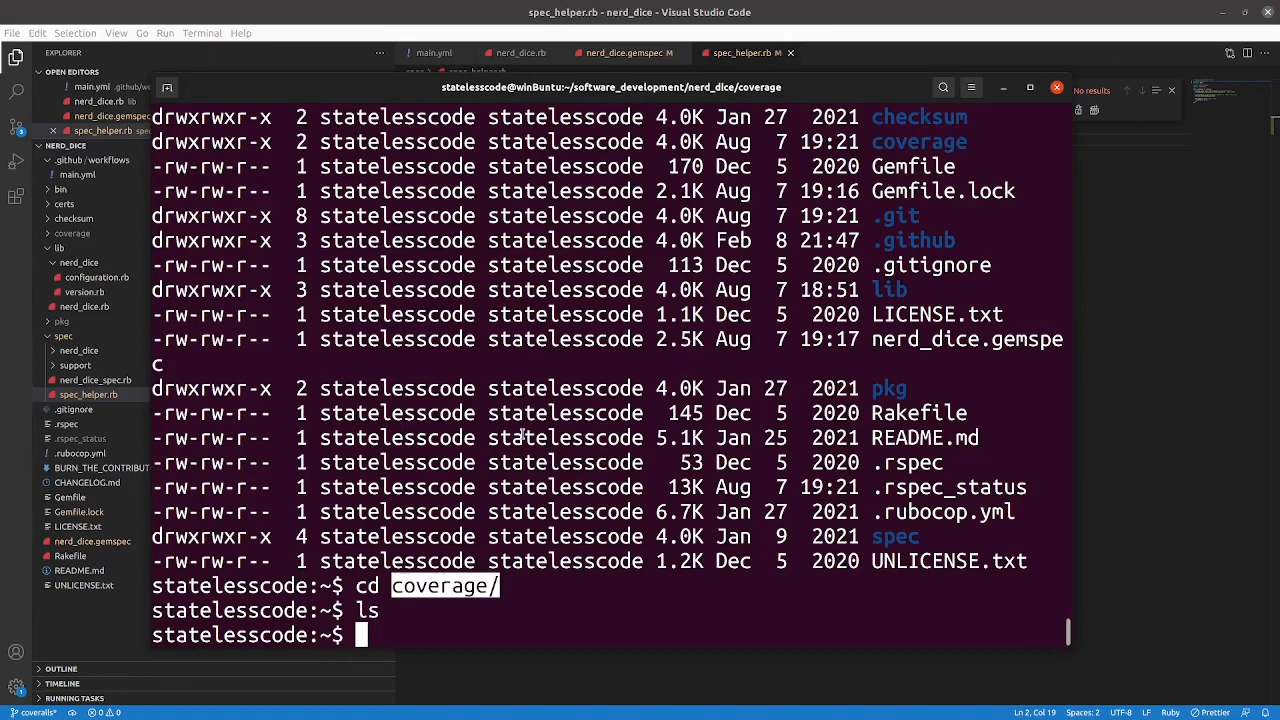 spec_helper.rb - nerd_dice - Visual Studio Code
File Edit Selection View Go Run Terminal Help
EXPLORER
main.yml
nerd_dice.rb
nerd_dice.gemspec M
spec_helper.rb M
OPEN EDITORS
main.yml .github/wo
nerd_dice.rb lib
nerd_dice.gemspec
spec_helper.rb spec
No results
NERD_DICE
.github / workflows
main.yml
bin
certs
checksum
coverage
lib
nerd_dice
configuration.rb
version.rb
nerd_dice.rb
pkg
spec
nerd_dice
support
nerd_dice_spec.rb
spec_helper.rb
.gitignore
.rspec
.rspec_status
.rubocop.yml
BURN_THE_CONTRIBUT
CHANGELOG.md
Gemfile
Gemfile.lock
LICENSE.txt
nerd_dice.gemspec
Rakefile
README.md
UNLICENSE.txt
OUTLINE
TIMELINE
RUNNING TASKS
statelesscode@winBuntu:~/software_development/nerd_dice/coverage
drwxrwxr-x 2 statelesscode statelesscode 4.0K Jan 27 2021 checksum
drwxrwxr-x 2 statelesscode statelesscode 4.0K Aug 7 19:21 coverage
-rw-rw-r-- 1 statelesscode statelesscode 170 Dec 5 2020 Gemfile
-rw-rw-r-- 1 statelesscode statelesscode 2.1K Aug 7 19:16 Gemfile.lock
drwxrwxr-x 8 statelesscode statelesscode 4.0K Aug 7 19:21 .git
drwxrwxr-x 3 statelesscode statelesscode 4.0K Feb 8 21:47 .github
-rw-rw-r-- 1 statelesscode statelesscode 113 Dec 5 2020 .gitignore
drwxrwxr-x 3 statelesscode statelesscode 4.0K Aug 7 18:51 lib
-rw-rw-r-- 1 statelesscode statelesscode 1.1K Dec 5 2020 LICENSE.txt
-rw-rw-r-- 1 statelesscode statelesscode 2.5K Aug 7 19:17 nerd_dice.gemspe
c
drwxrwxr-x 2 statelesscode statelesscode 4.0K Jan 27 2021 pkg
-rw-rw-r-- 1 statelesscode statelesscode 145 Dec 5 2020 Rakefile
-rw-rw-r-- 1 statelesscode statelesscode 5.1K Jan 25 2021 README.md
-rw-rw-r-- 1 statelesscode statelesscode 53 Dec 5 2020 .rspec
-rw-rw-r-- 1 statelesscode statelesscode 13K Aug 7 19:21 .rspec_status
-rw-rw-r-- 1 statelesscode statelesscode 6.7K Jan 27 2021 .rubocop.yml
drwxrwxr-x 4 statelesscode statelesscode 4.0K Jan 9 2021 spec
-rw-rw-r-- 1 statelesscode statelesscode 1.2K Dec 5 2020 UNLICENSE.txt
statelesscode:~$ cd coverage/
statelesscode:~$ ls
statelesscode:~$
coveralls* 0 0 Ln 2, Col 19 Spaces: 2 UTF-8 LF Ruby Prettier